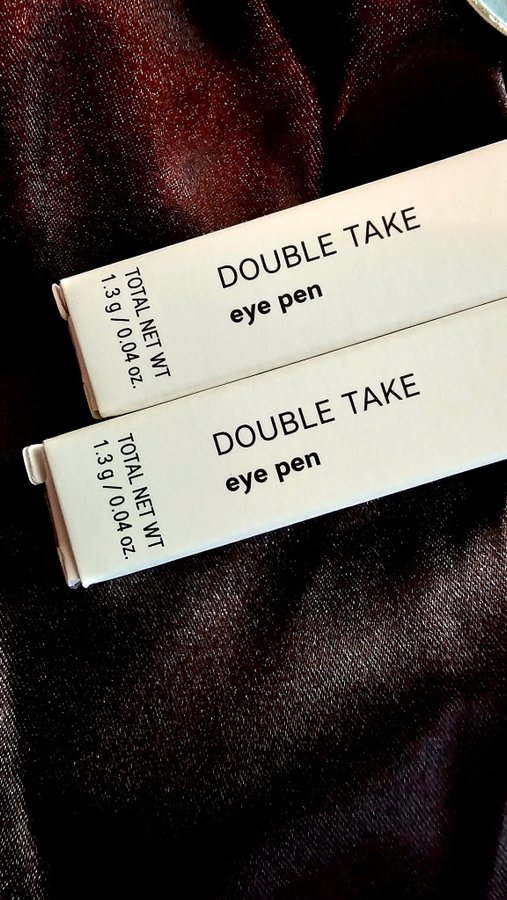 DOUBLE TAKE
eye pen
TOTAL NET WT
1.3 g / 0.04 oz.
DOUBLE TAKE
eye pen
TOTAL NET WT
1.3 g / 0.04 oz.